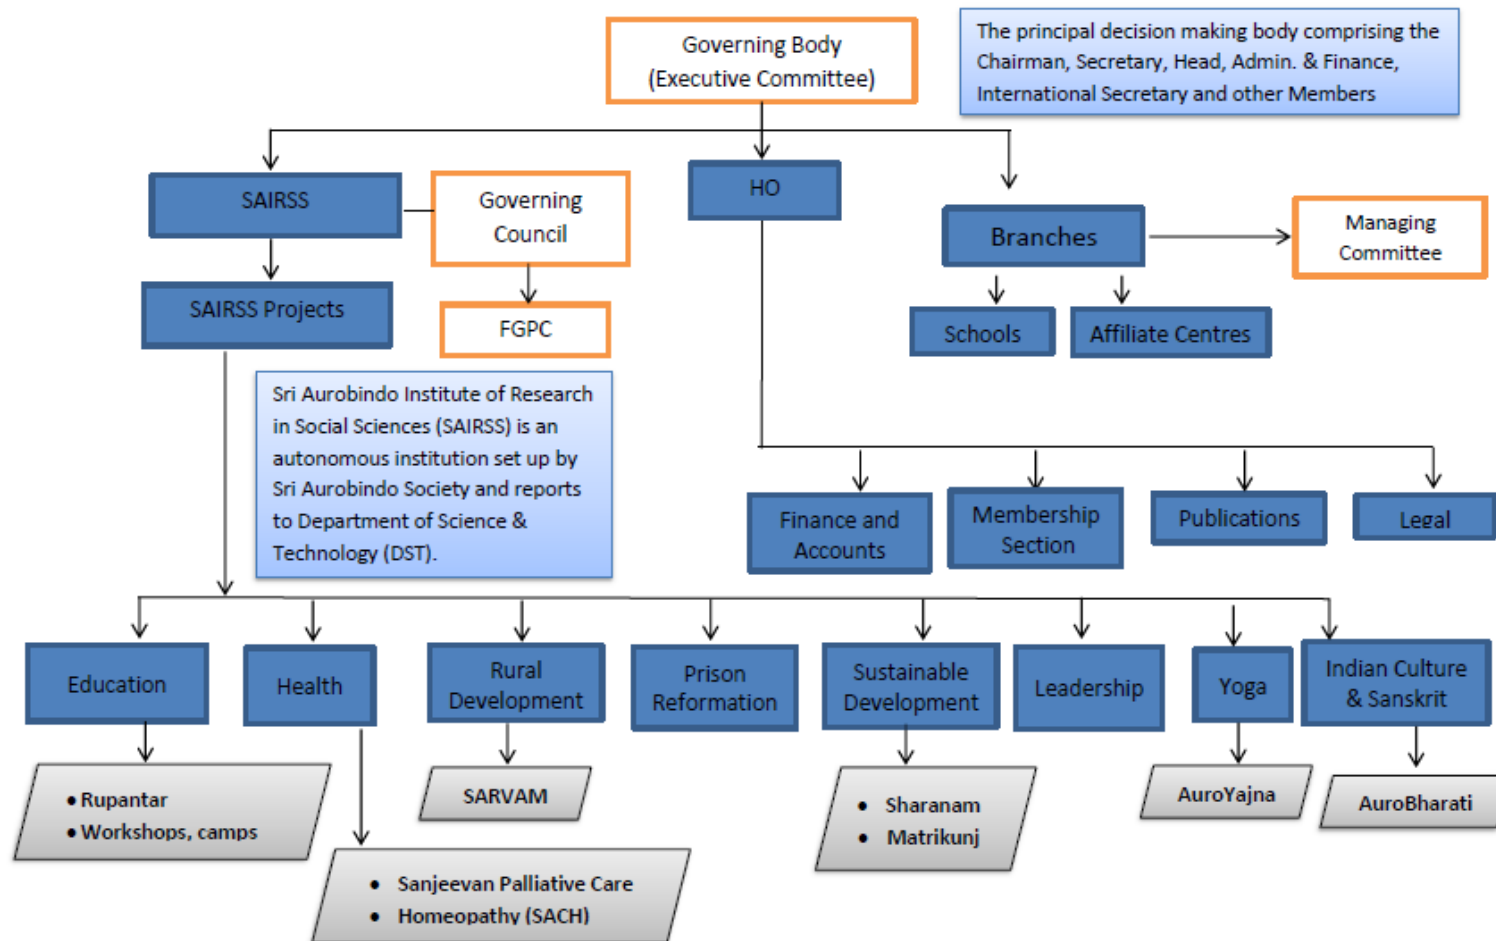 Governing Body
(Executive Committee)
The principal decision making body comprising the
Chairman, Secretary, Head, Admin. & Finance,
International Secretary and other Members
SAIRSS
Governing
Council
HO
Branches
Managing
Committee
SAIRSS Projects
FGPC
Schools
Affiliate Centres
Sri Aurobindo Institute of Research
in Social Sciences (SAIRSS) is an
autonomous institution set up by
Sri Aurobindo Society and reports
to Department of Science &
Technology (DST).
Finance and
Accounts
Membership
Section
Publications
Legal
Education
Health
Rural
Development
Prison
Reformation
Sustainable
Development
Leadership
Yoga
Indian Culture
& Sanskrit
• Rupantar
• Workshops, camps
• Sanjeevan Palliative Care
• Homeopathy (SACH)
SARVAM
• Sharanam
• Matrikunj
AuroYajna
AuroBharati